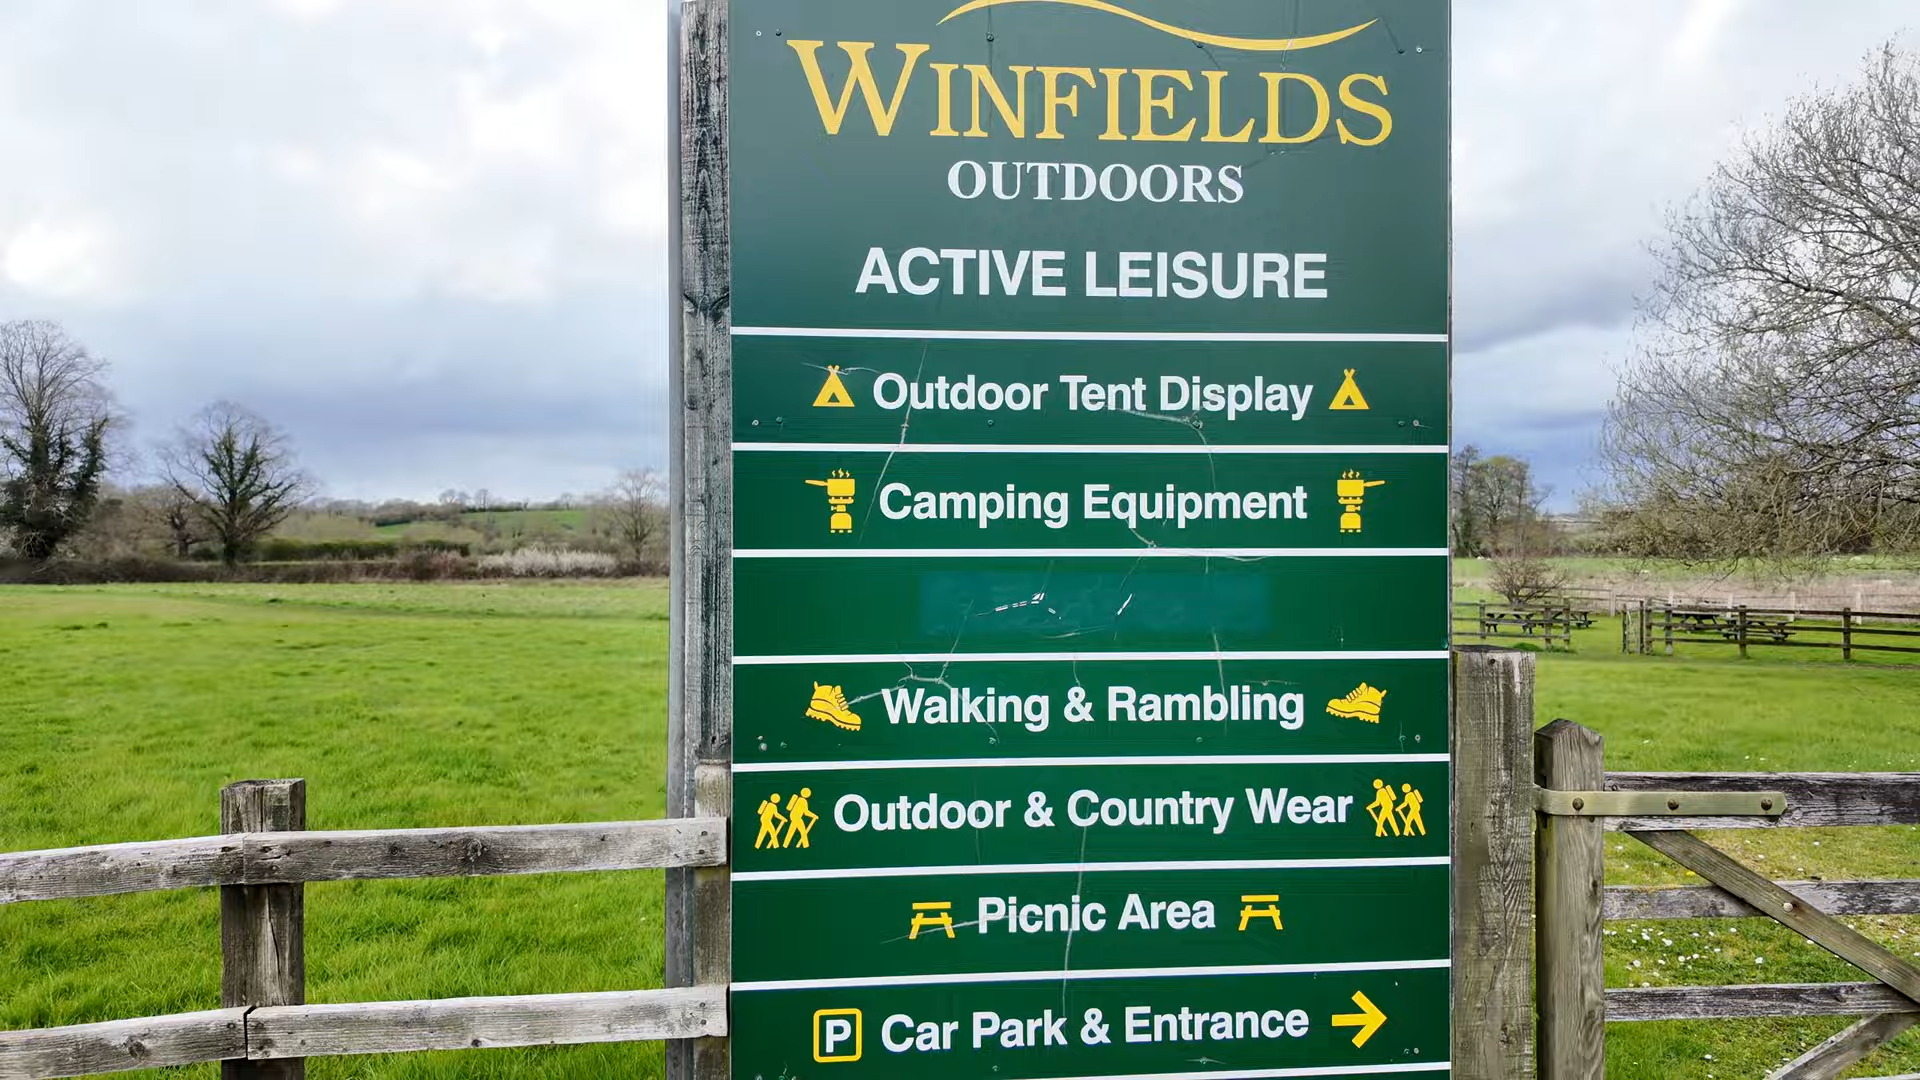 WINFIELDS
OUTDOORS
ACTIVE LEISURE
Outdoor Tent Display
Camping Equipment
Walking & Rambling
Outdoor & Country Wear
Picnic Area
P Car Park & Entrance